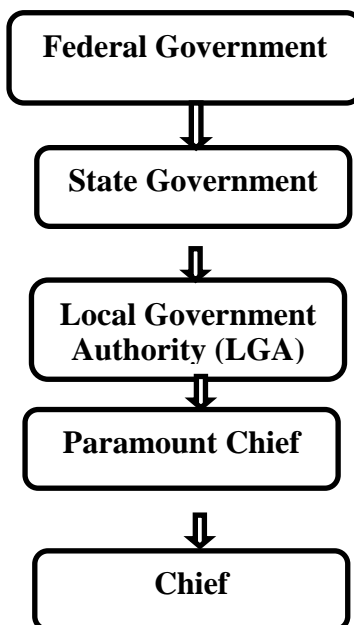 Federal Government
State Government
Local Government
Authority (LGA)
Paramount Chief
Chief